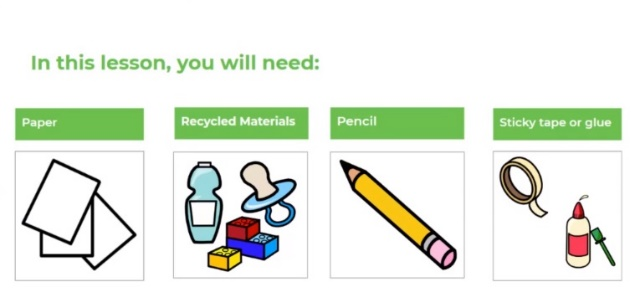 In this lesson, you will need:
Paper
Recycled Materials
Pencil
Sticky tape or glue